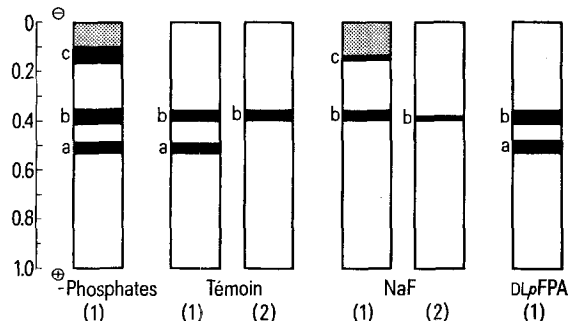 ⊖
0
0.2
0.4
0.6
0.8
1.0
⊕
c
b
a
b
a
b
c
b
b
b
a
-Phosphates Témoin NaF DLpFPA
(1) (1) (2) (1) (2) (1)